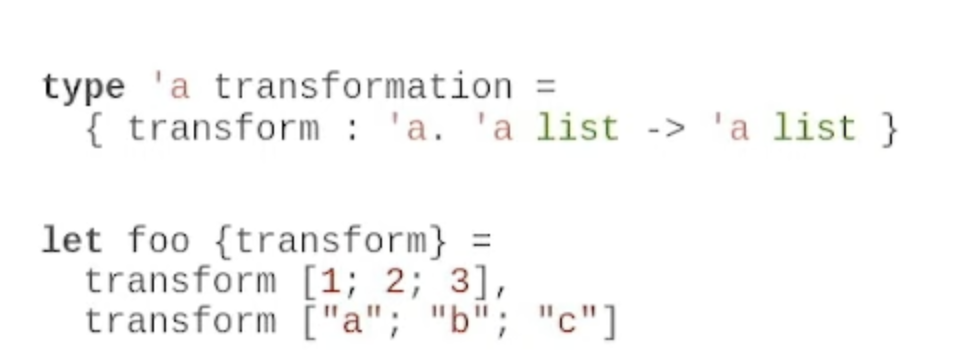 type 'a transformation =
  { transform : 'a. 'a list -> 'a list }
let foo {transform} =
  transform [1; 2; 3],
  transform ["a"; "b"; "c"]